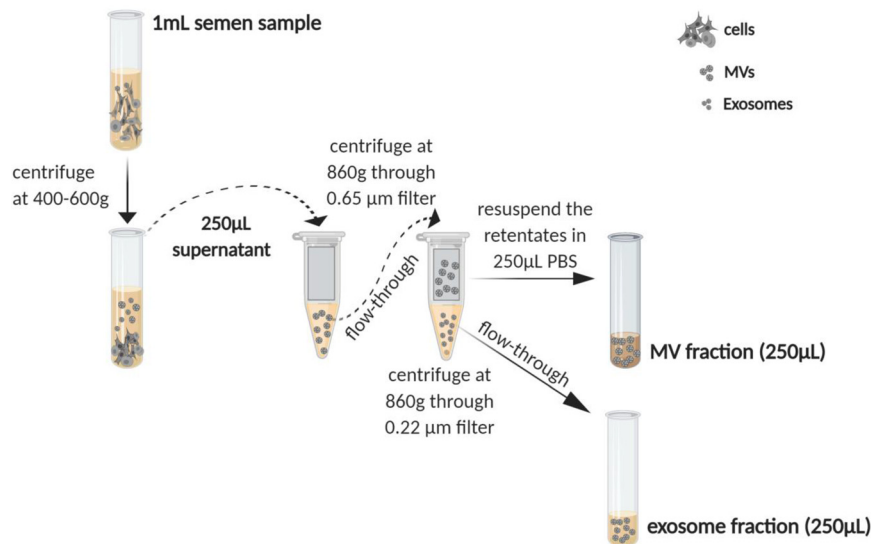 1mL semen sample
cells
MVs
Exosomes
centrifuge
at 400-600g
250µL
supernatant
centrifuge at
860g through
0.65 µm filter
flow-through
resuspend the
retentates in
250µL PBS
MV fraction (250µL)
flow-through
centrifuge at
860g through
0.22 µm filter
exosome fraction (250µL)